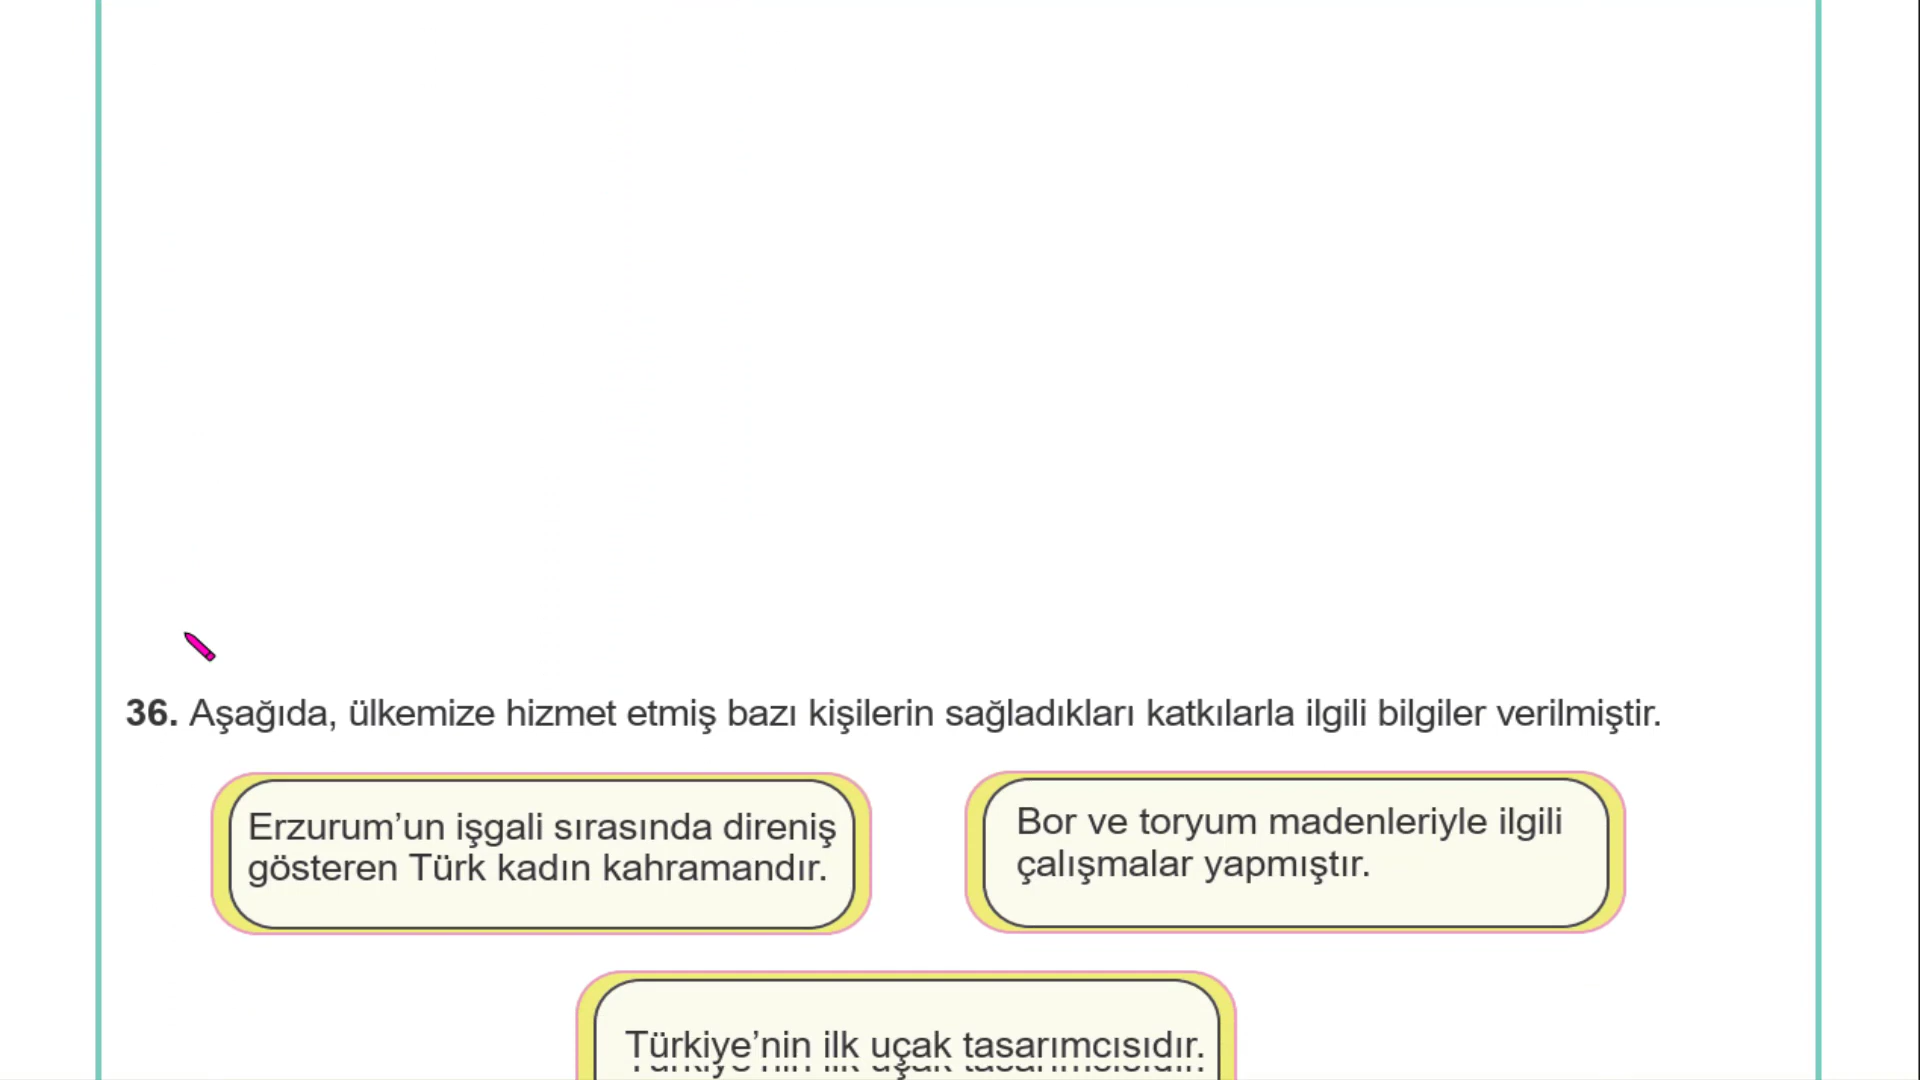 36. Aşağıda, ülkemize hizmet etmiş bazı kişilerin sağladıkları katkılarla ilgili bilgiler verilmiştir.
Erzurum’un işgali sırasında direniş
gösteren Türk kadın kahramandır.
Bor ve toryum madenleriyle ilgili
çalışmalar yapmıştır.
Türkiye’nin ilk uçak tasarımcısıdır.